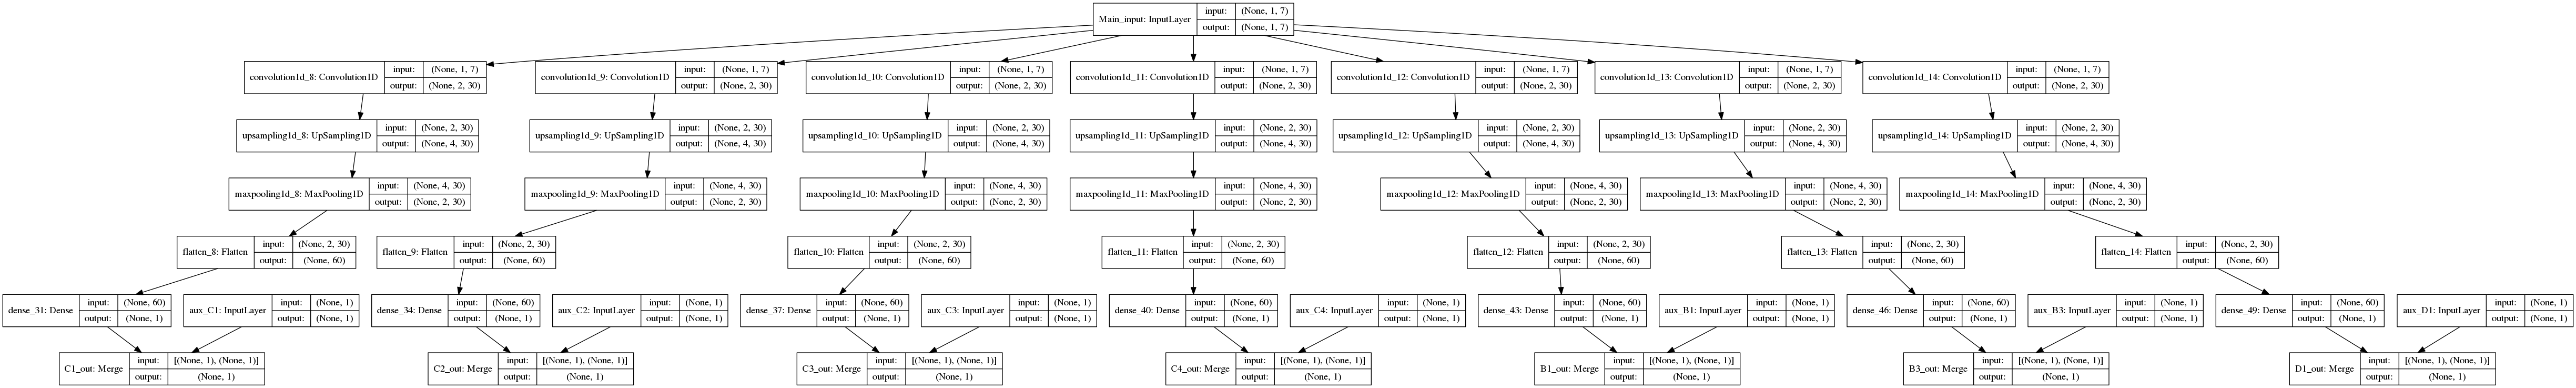 Main_input: InputLayer input: (None, 1, 7)
output: (None, 1, 7)
convolution1d_8: Convolution1D input: (None, 1, 7)
output: (None, 2, 30)
convolution1d_9: Convolution1D input: (None, 1, 7)
output: (None, 2, 30)
convolution1d_10: Convolution1D input: (None, 1, 7)
output: (None, 2, 30)
convolution1d_11: Convolution1D input: (None, 1, 7)
output: (None, 2, 30)
convolution1d_12: Convolution1D input: (None, 1, 7)
output: (None, 2, 30)
convolution1d_13: Convolution1D input: (None, 1, 7)
output: (None, 2, 30)
convolution1d_14: Convolution1D input: (None, 1, 7)
output: (None, 2, 30)
upsampling1d_8: UpSampling1D input: (None, 2, 30)
output: (None, 4, 30)
upsampling1d_9: UpSampling1D input: (None, 2, 30)
output: (None, 4, 30)
upsampling1d_10: UpSampling1D input: (None, 2, 30)
output: (None, 4, 30)
upsampling1d_11: UpSampling1D input: (None, 2, 30)
output: (None, 4, 30)
upsampling1d_12: UpSampling1D input: (None, 2, 30)
output: (None, 4, 30)
upsampling1d_13: UpSampling1D input: (None, 2, 30)
output: (None, 4, 30)
upsampling1d_14: UpSampling1D input: (None, 2, 30)
output: (None, 4, 30)
maxpooling1d_8: MaxPooling1D input: (None, 4, 30)
output: (None, 2, 30)
maxpooling1d_9: MaxPooling1D input: (None, 4, 30)
output: (None, 2, 30)
maxpooling1d_10: MaxPooling1D input: (None, 4, 30)
output: (None, 2, 30)
maxpooling1d_11: MaxPooling1D input: (None, 4, 30)
output: (None, 2, 30)
maxpooling1d_12: MaxPooling1D input: (None, 4, 30)
output: (None, 2, 30)
maxpooling1d_13: MaxPooling1D input: (None, 4, 30)
output: (None, 2, 30)
maxpooling1d_14: MaxPooling1D input: (None, 4, 30)
output: (None, 2, 30)
flatten_8: Flatten input: (None, 2, 30)
output: (None, 60)
flatten_9: Flatten input: (None, 2, 30)
output: (None, 60)
flatten_10: Flatten input: (None, 2, 30)
output: (None, 60)
flatten_11: Flatten input: (None, 2, 30)
output: (None, 60)
flatten_12: Flatten input: (None, 2, 30)
output: (None, 60)
flatten_13: Flatten input: (None, 2, 30)
output: (None, 60)
flatten_14: Flatten input: (None, 2, 30)
output: (None, 60)
dense_31: Dense input: (None, 60)
output: (None, 1)
aux_C1: InputLayer input: (None, 1)
output: (None, 1)
dense_34: Dense input: (None, 60)
output: (None, 1)
aux_C2: InputLayer input: (None, 1)
output: (None, 1)
dense_37: Dense input: (None, 60)
output: (None, 1)
aux_C3: InputLayer input: (None, 1)
output: (None, 1)
dense_40: Dense input: (None, 60)
output: (None, 1)
aux_C4: InputLayer input: (None, 1)
output: (None, 1)
dense_43: Dense input: (None, 60)
output: (None, 1)
aux_B1: InputLayer input: (None, 1)
output: (None, 1)
dense_46: Dense input: (None, 60)
output: (None, 1)
aux_B3: InputLayer input: (None, 1)
output: (None, 1)
dense_49: Dense input: (None, 60)
output: (None, 1)
aux_D1: InputLayer input: (None, 1)
output: (None, 1)
C1_out: Merge input: [(None, 1), (None, 1)]
output: (None, 1)
C2_out: Merge input: [(None, 1), (None, 1)]
output: (None, 1)
C3_out: Merge input: [(None, 1), (None, 1)]
output: (None, 1)
C4_out: Merge input: [(None, 1), (None, 1)]
output: (None, 1)
B1_out: Merge input: [(None, 1), (None, 1)]
output: (None, 1)
B3_out: Merge input: [(None, 1), (None, 1)]
output: (None, 1)
D1_out: Merge input: [(None, 1), (None, 1)]
output: (None, 1)